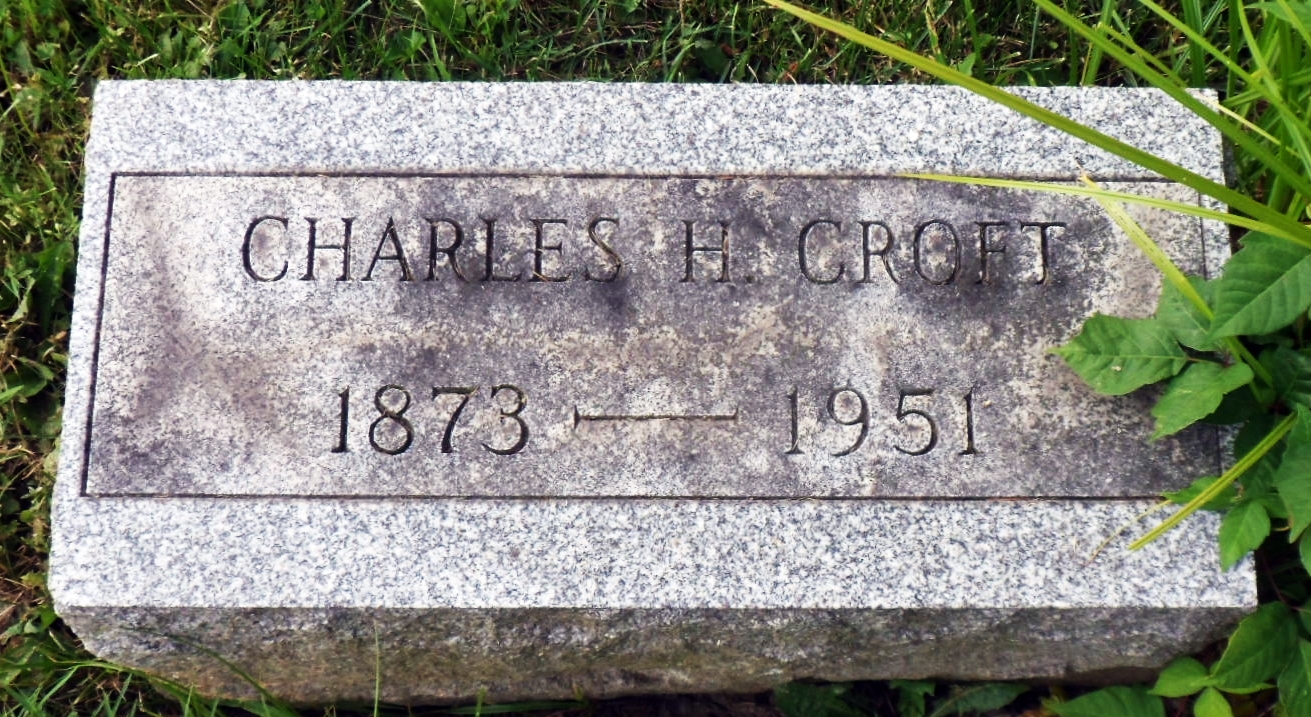 CHARLES H. CROFT
1873 — 1951